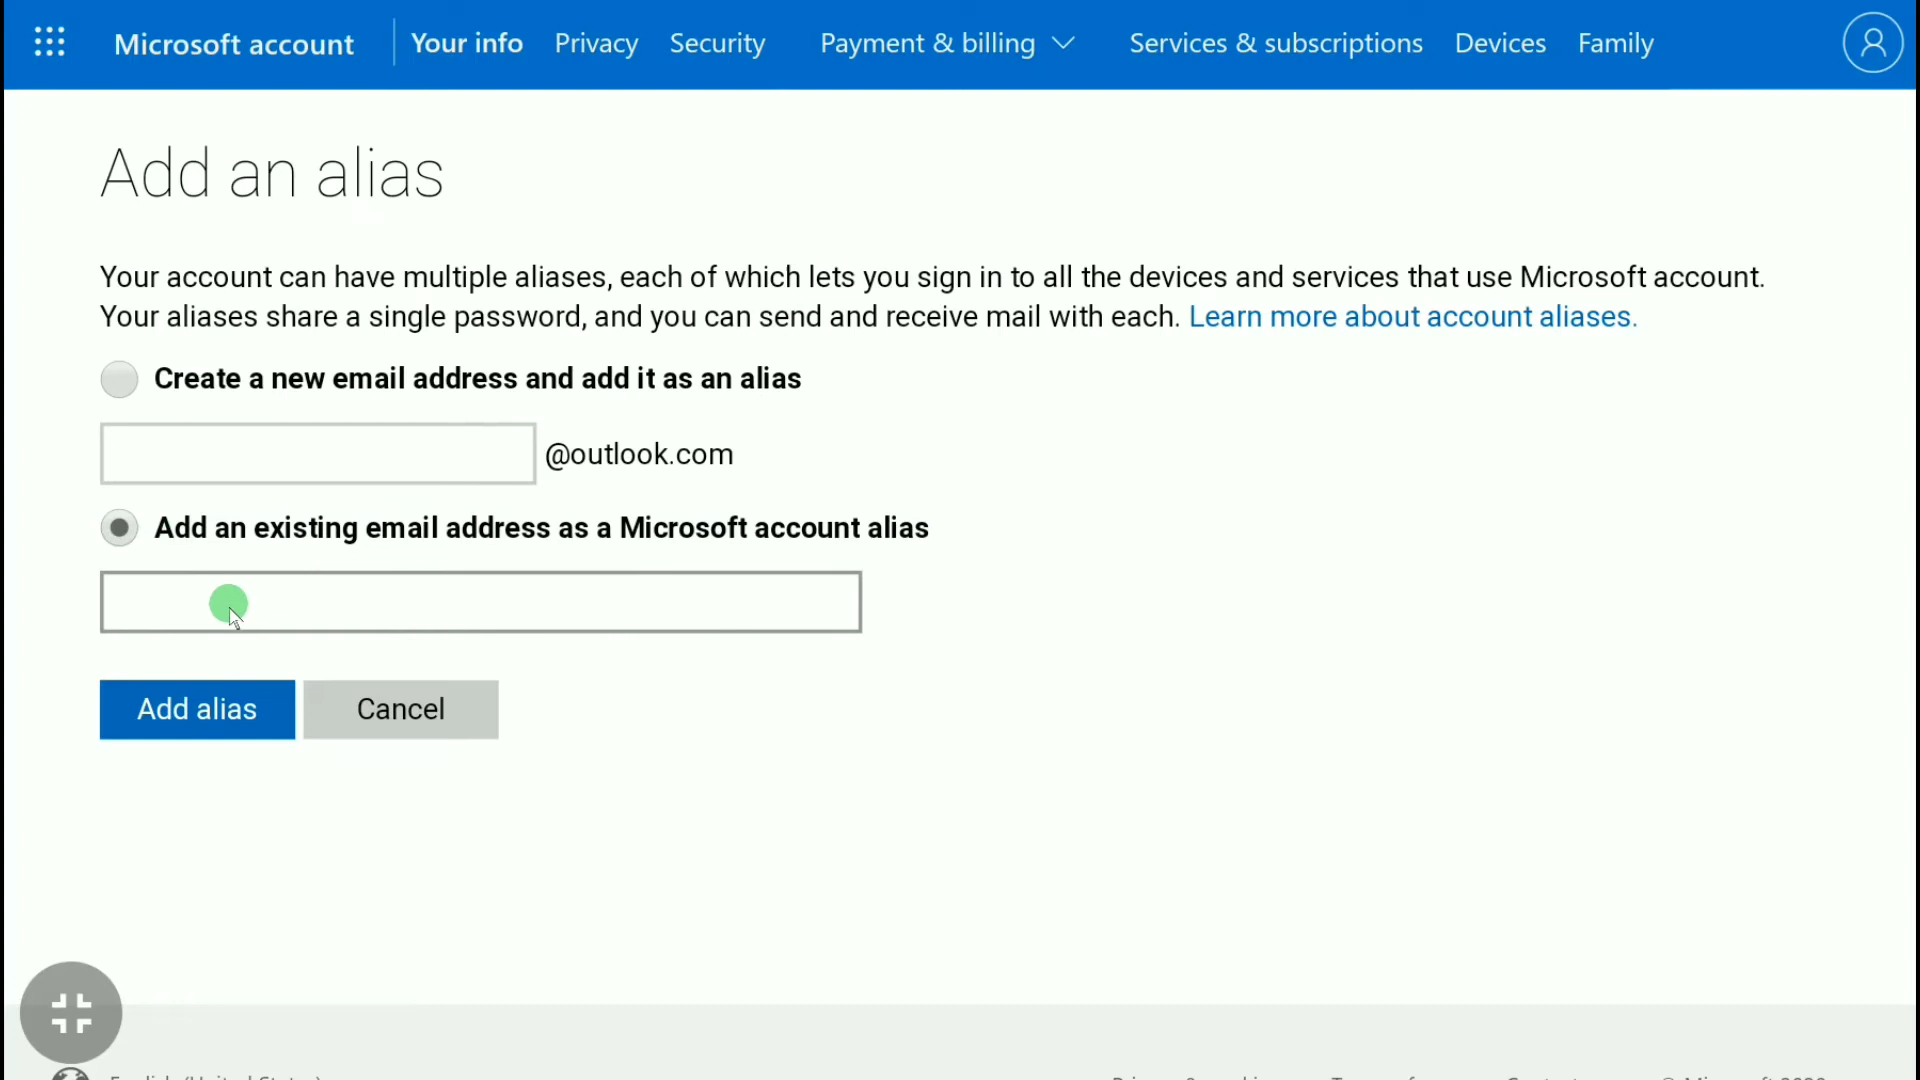 Microsoft account Your info Privacy Security Payment & billing Services & subscriptions Devices Family
Add an alias
Your account can have multiple aliases, each of which lets you sign in to all the devices and services that use Microsoft account.
Your aliases share a single password, and you can send and receive mail with each. Learn more about account aliases.
Create a new email address and add it as an alias
@outlook.com
Add an existing email address as a Microsoft account alias
Add alias Cancel